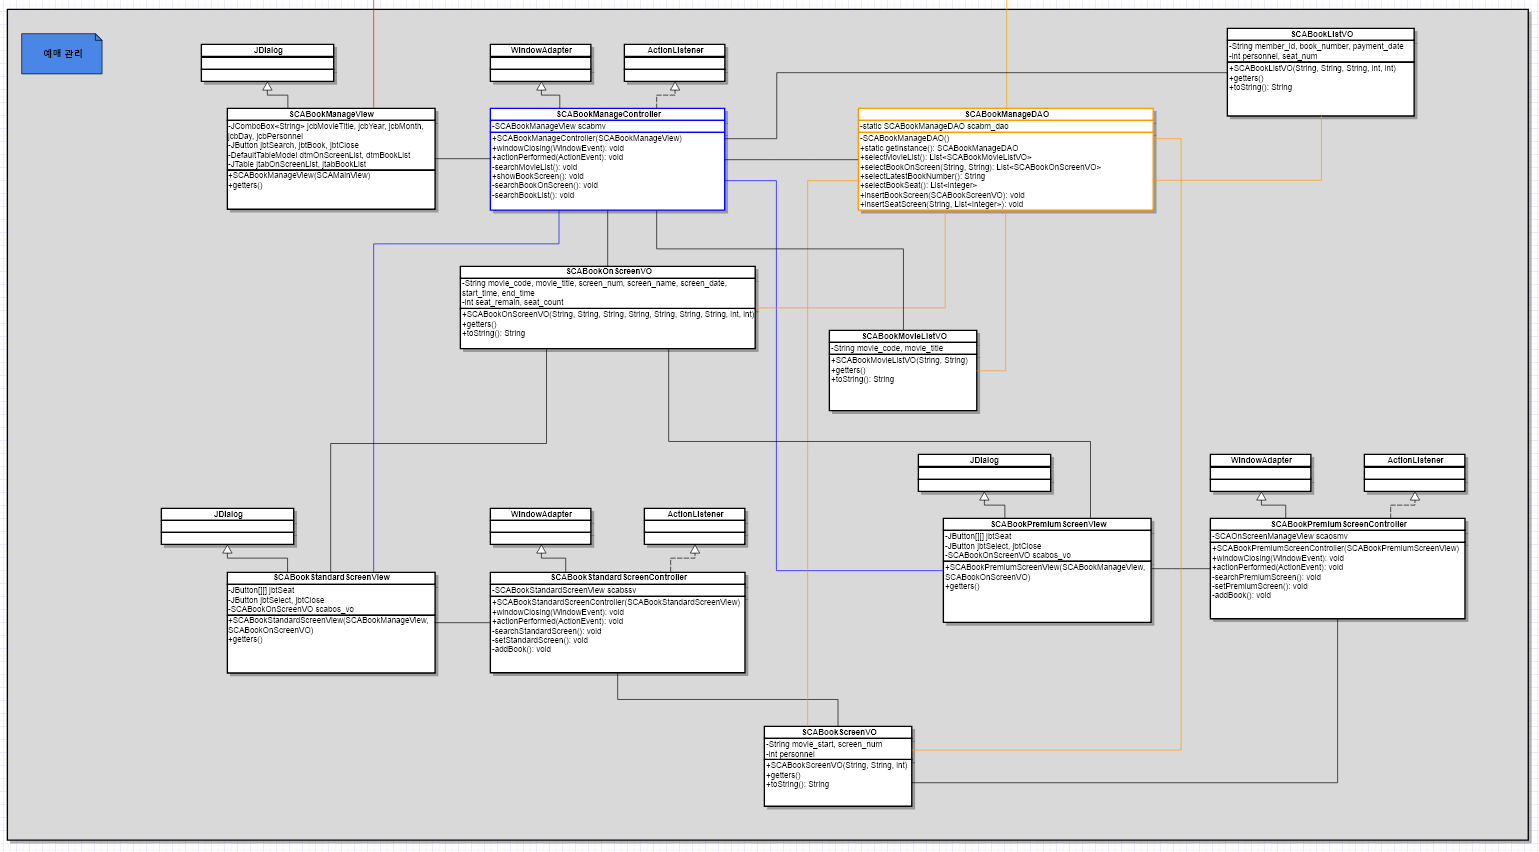 예매 관리
JDialog
WindowAdapter
ActionListener
SCABookListVO
-String member_id, book_number, payment_date
-int personnel, seat_num
+SCABookListVO(String, String, String, int, int)
+getters()
+toString(): String
SCABookManageView
-JComboBox<String> jcbMovieTitle, jcbYear, jcbMonth,
jcbDay, jcbPersonnel
-JButton jbtSearch, jbtBook, jbtClose
-DefaultTableModel dtmOnScreenList, dtmBookList
-JTable jtabOnScreenList, jtabBookList
+SCABookManageView(SCAMainView)
+getters()
SCABookManageController
-SCABookManageView scabmv
+SCABookManageController(SCABookManageView)
+windowClosing(WindowEvent): void
+actionPerformed(ActionEvent): void
-searchMovieList(): void
+showBookScreen(): void
-searchBookOnScreen(): void
-searchBookList(): void
SCABookManageDAO
-static SCABookManageDAO scabm_dao
-SCABookManageDAO()
+static getInstance(): SCABookManageDAO
+selectMovieList(): List<SCABookMovieListVO>
+selectBookOnScreen(String, String): List<SCABookOnScreenVO>
+selectLatestBookNumber(): String
+selectBookSeat(): List<Integer>
+insertBookScreen(SCABookScreenVO): void
+insertSeatScreen(String, List<Integer>): void
SCABookOnScreenVO
-String movie_code, movie_title, screen_num, screen_name, screen_date,
start_time, end_time
-int seat_remain, seat_count
+SCABookOnScreenVO(String, String, String, String, String, String, String, int, int)
+getters()
+toString(): String
SCABookMovieListVO
-String movie_code, movie_title
+SCABookMovieListVO(String, String)
+getters()
+toString(): String
JDialog
WindowAdapter
ActionListener
SCABookPremiumScreenView
-JButton[][] jbtSeat
-JButton jbtSelect, jbtClose
-SCABookOnScreenVO scabos_vo
+SCABookPremiumScreenView(SCABookManageView,
SCABookOnScreenVO)
+getters()
SCABookPremiumScreenController
-SCAOnScreenManageView scaosmv
+SCABookPremiumScreenController(SCABookPremiumScreenView)
+windowClosing(WindowEvent): void
+actionPerformed(ActionEvent): void
-searchPremiumScreen(): void
-setPremiumScreen(): void
-addBook(): void
JDialog
WindowAdapter
ActionListener
SCABookStandardScreenView
-JButton[][] jbtSeat
-JButton jbtSelect, jbtClose
-SCABookOnScreenVO scabos_vo
+SCABookStandardScreenView(SCABookManageView,
SCABookOnScreenVO)
+getters()
SCABookStandardScreenController
-SCABookStandardScreenView scabssv
+SCABookStandardScreenController(SCABookStandardScreenView)
+windowClosing(WindowEvent): void
+actionPerformed(ActionEvent): void
-searchStandardScreen(): void
-setStandardScreen(): void
-addBook(): void
SCABookScreenVO
-String movie_start, screen_num
-int personnel
+SCABookScreenVO(String, String, int)
+getters()
+toString(): String